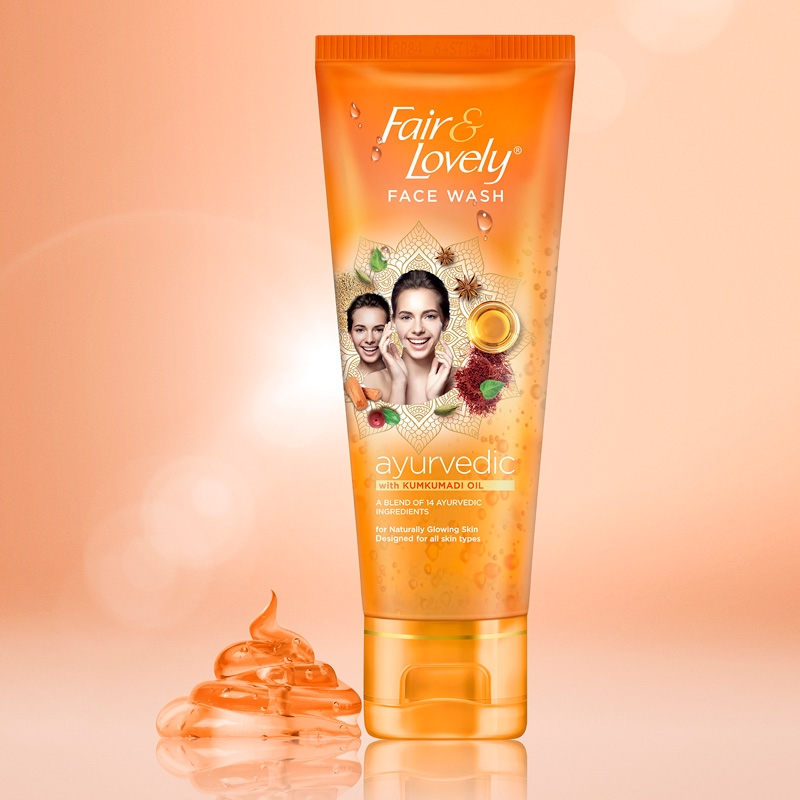 Fair &
Lovely®
FACE WASH
ayurvedic
with KUMKUMADI OIL
A BLEND OF 14 AYURVEDIC
INGREDIENTS
for Naturally Glowing Skin
Designed for all skin types